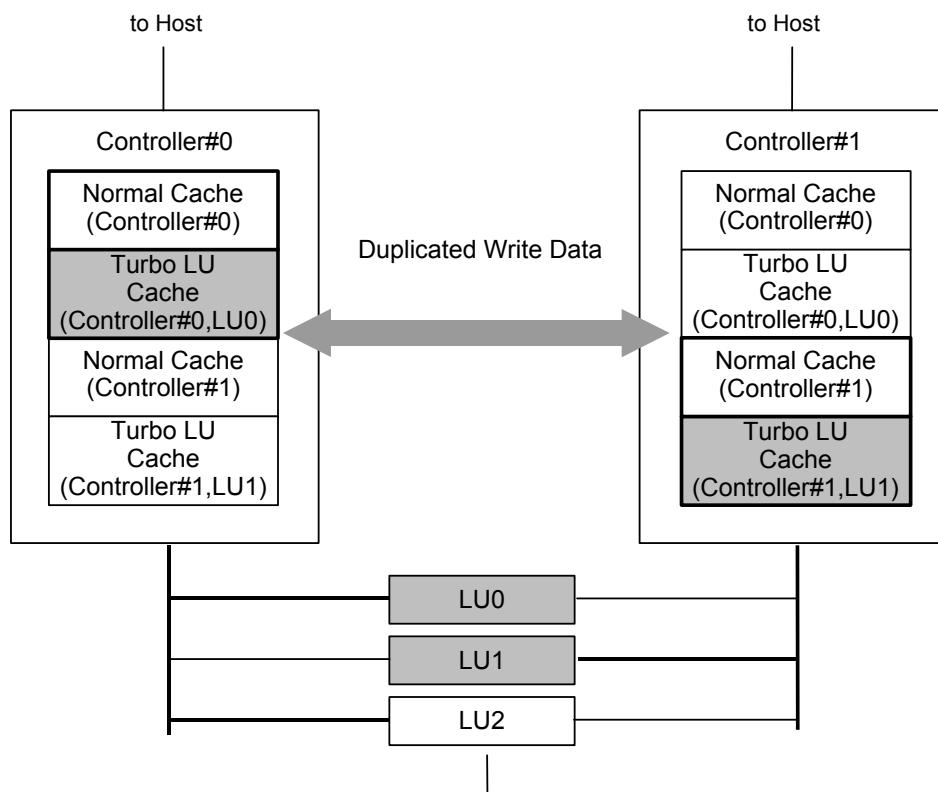 to Host
to Host
Controller#0
Normal Cache
(Controller#0)
Turbo LU
Cache
(Controller#0,LU0)
Normal Cache
(Controller#1)
Turbo LU
Cache
(Controller#1,LU1)
Duplicated Write Data
Controller#1
Normal Cache
(Controller#0)
Turbo LU
Cache
(Controller#0,LU0)
Normal Cache
(Controller#1)
Turbo LU
Cache
(Controller#1,LU1)
LU0
LU1
LU2